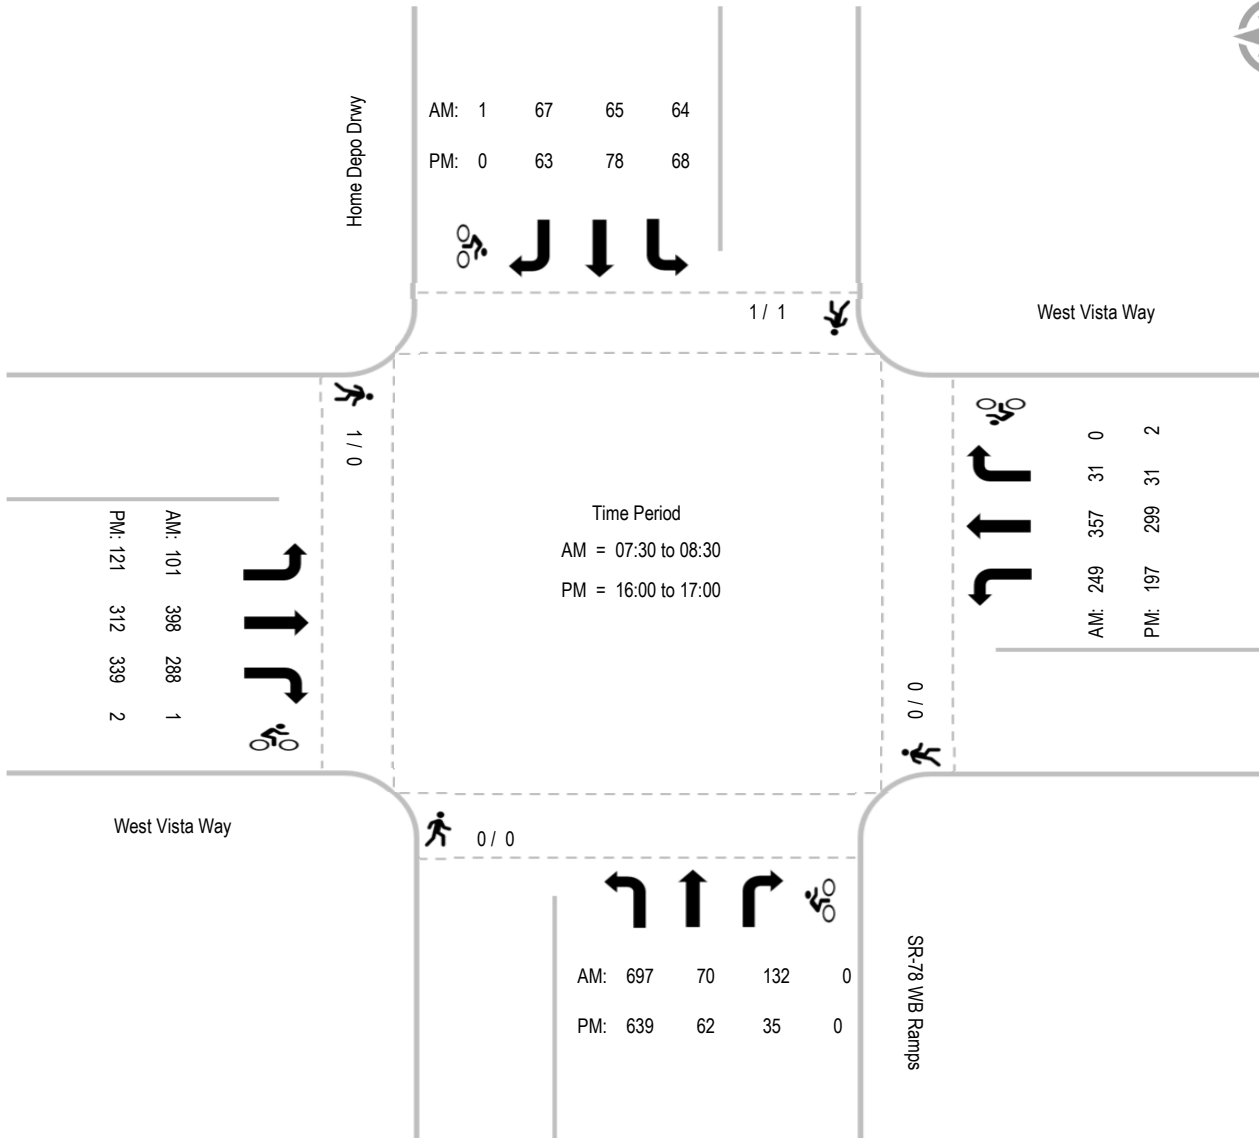 Home Depo Drwy
AM: 1 67 65 64
PM: 0 63 78 68
1 / 1
West Vista Way
1 / 0
AM: 101 398 288 1
PM: 121 312 339 2
Time Period
AM = 07:30 to 08:30
PM = 16:00 to 17:00
AM: 249 357 31 0
PM: 197 299 31 2
0 / 0
West Vista Way
0 / 0
AM: 697 70 132 0
PM: 639 62 35 0
SR-78 WB Ramps